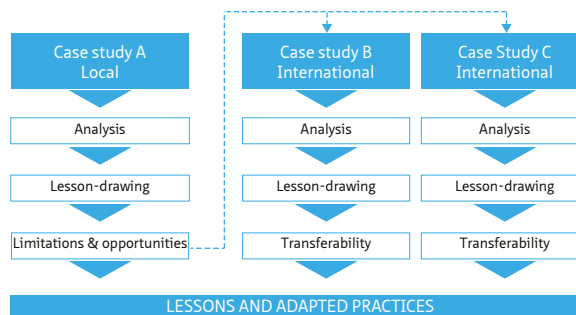 Case study A
Local
Analysis
Lesson-drawing
Limitations & opportunities
Case study B
International
Analysis
Lesson-drawing
Transferability
Case Study C
International
Analysis
Lesson-drawing
Transferability
LESSONS AND ADAPTED PRACTICES